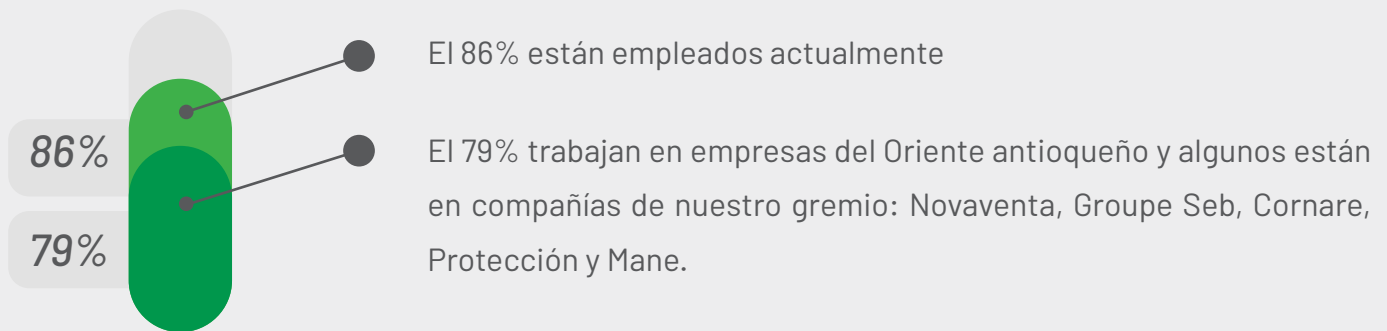 El 86% están empleados actualmente
86%
El 79% trabajan en empresas del Oriente antioqueño y algunos están
en compañías de nuestro gremio: Novaventa, Groupe Seb, Cornare,
Protección y Mane.
79%